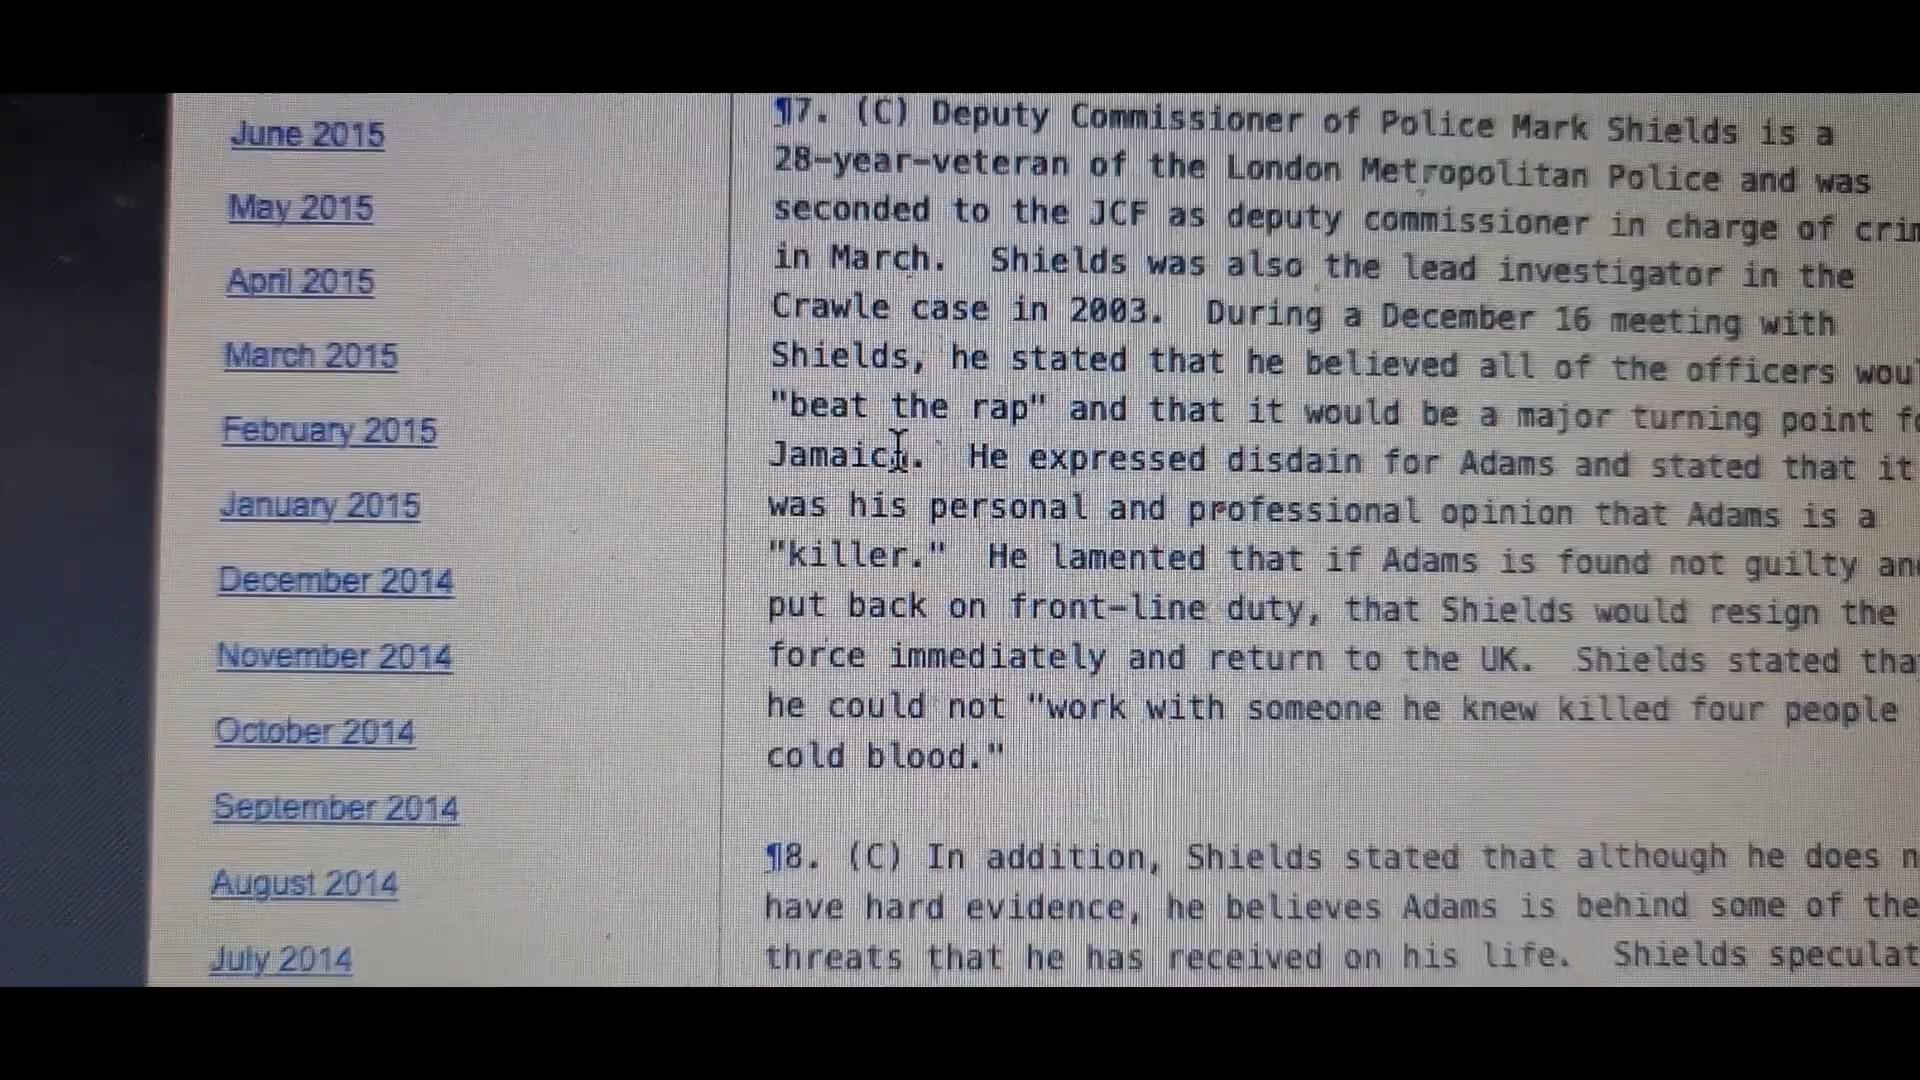 June 2015
May 2015
April 2015
March 2015
February 2015
January 2015
December 2014
November 2014
October 2014
September 2014
August 2014
July 2014
¶7. (C) Deputy Commissioner of Police Mark Shields is a
28-year-veteran of the London Metropolitan Police and was
seconded to the JCF as deputy commissioner in charge of
in March. Shields was also the lead investigator in the
Crawle case in 2003. During a December 16 meeting with
Shields, he stated that he believed all of the officers
"beat the rap" and that it would be a major turning point
Jamaica. He expressed disdain for Adams and stated that it
was his personal and professional opinion that Adams is a
"killer." He lamented that if Adams is found not guilty
put back on front-line duty, that Shields would resign the
force immediately and return to the UK. Shields stated
he could not "work with someone he knew killed four people
cold blood."
¶8. (C) In addition, Shields stated that although he does
have hard evidence, he believes Adams is behind some of the
threats that he has received on his life. Shields